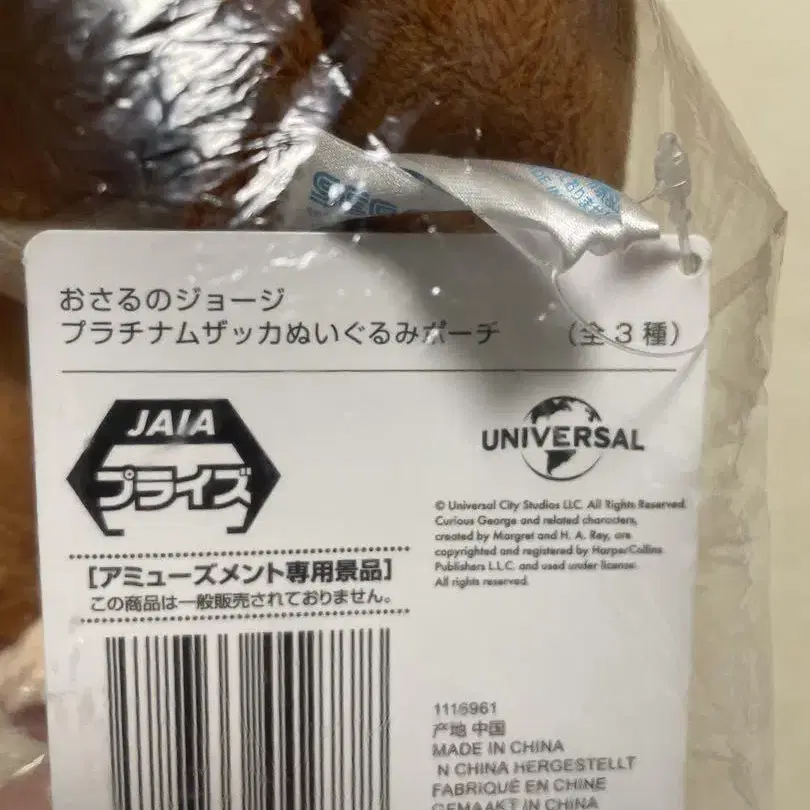 おさるのジョージ
プラチナムザッカぬいぐるみポーチ （全3種）
JAIA
プライズ
[アミューズメント専用景品]
この商品は一般販売されておりません。
UNIVERSAL
© Universal City Studios LLC. All Rights Reserved.
Curious George and related characters,
created by Margret and H. A. Rey, are
copyrighted and registered by HarperCollins
Publishers L.L.C. and used under license.
All rights reserved.
1116961
产地 中国
MADE IN CHINA
N CHINA HERGESTELLT
FABRIQUÉ EN CHINE
GEMAAKT IN CHINA